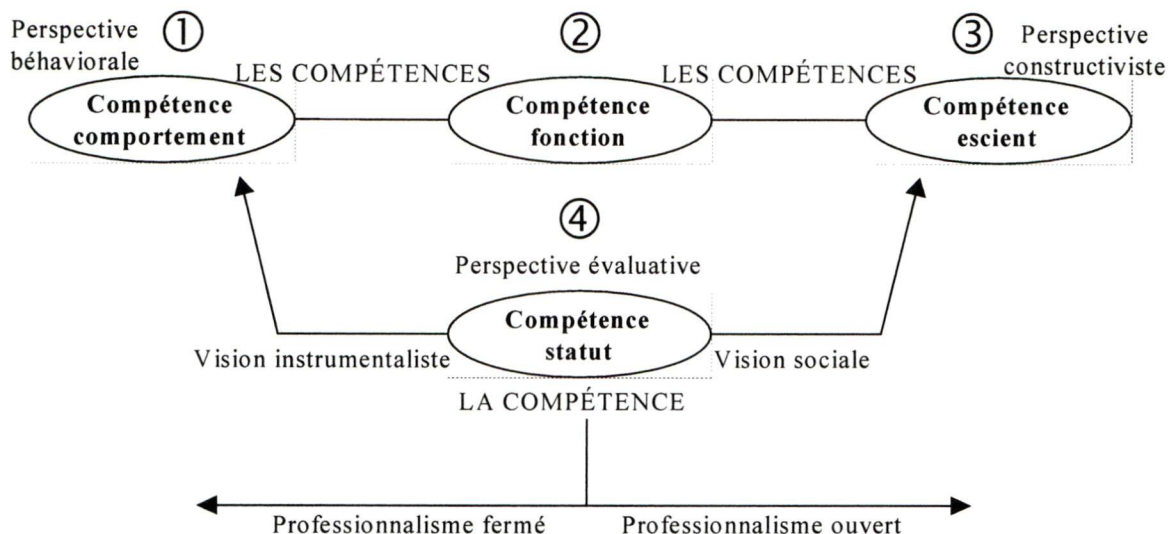 Perspective
béhaviorale
①
②
③
Perspective
constructiviste
LES COMPÉTENCES
LES COMPÉTENCES
Compétence
comportement
Compétence
fonction
Compétence
escient
④
Perspective évaluative
Compétence
statut
Vision instrumentaliste
Vision sociale
LA COMPÉTENCE
Professionnalisme fermé
Professionnalisme ouvert